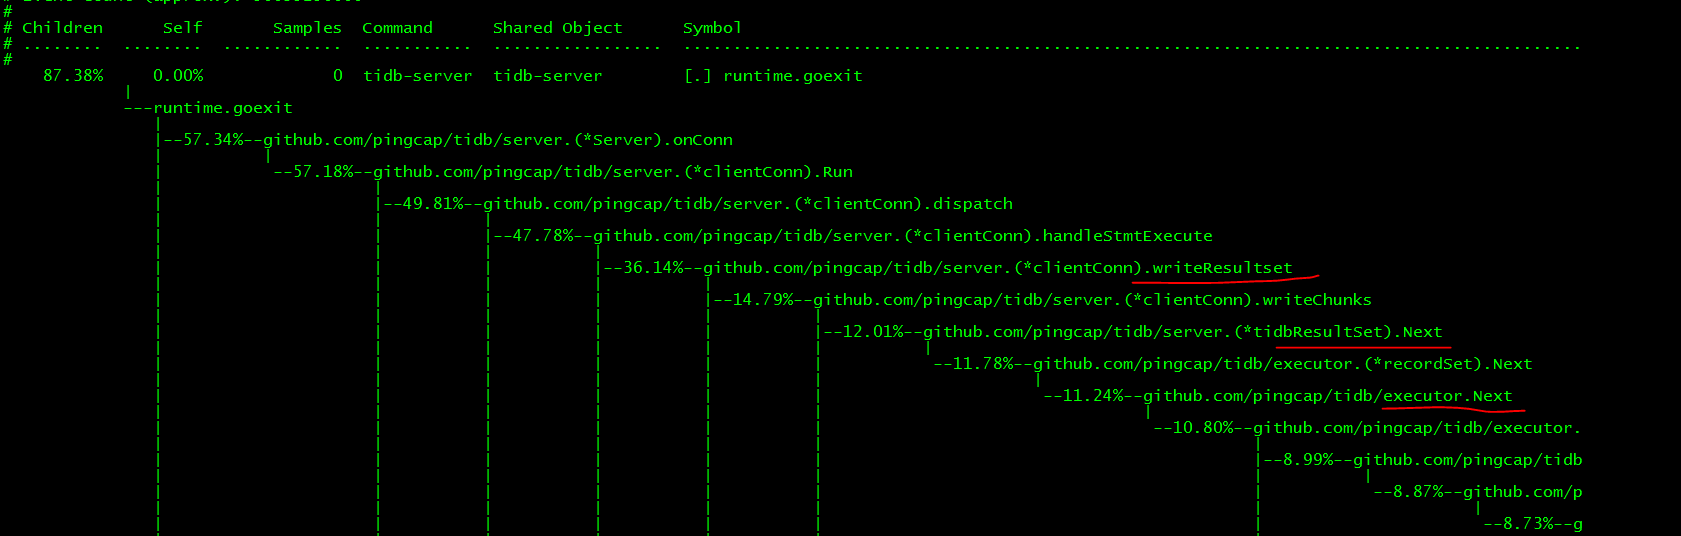 #
# Children Self Samples Command Shared Object Symbol
# ........ ........ ............ ........... ................. ..........................................................................................
#
87.38% 0.00% 0 tidb-server tidb-server [.] runtime.goexit
|
---runtime.goexit
|
|--57.34%--github.com/pingcap/tidb/server.(*Server).onConn
| |
| --57.18%--github.com/pingcap/tidb/server.(*clientConn).Run
| |
| |--49.81%--github.com/pingcap/tidb/server.(*clientConn).dispatch
| | |
| | |--47.78%--github.com/pingcap/tidb/server.(*clientConn).handleStmtExecute
| | | |
| | | |--36.14%--github.com/pingcap/tidb/server.(*clientConn).writeResultset
| | | | |
| | | | |--14.79%--github.com/pingcap/tidb/server.(*clientConn).writeChunks
| | | | | |
| | | | | |--12.01%--github.com/pingcap/tidb/server.(*tidbResultSet).Next
| | | | | | |
| | | | | | --11.78%--github.com/pingcap/tidb/executor.(*recordSet).Next
| | | | | | |
| | | | | | --11.24%--github.com/pingcap/tidb/executor.Next
| | | | | | |
| | | | | | --10.80%--github.com/pingcap/tidb/executor.
| | | | | | |
| | | | | | |--8.99%--github.com/pingcap/tidb
| | | | | | | |
| | | | | | | --8.87%--github.com/p
| | | | | | | |
| | | | | | | --8.73%--g
| | | | | | |